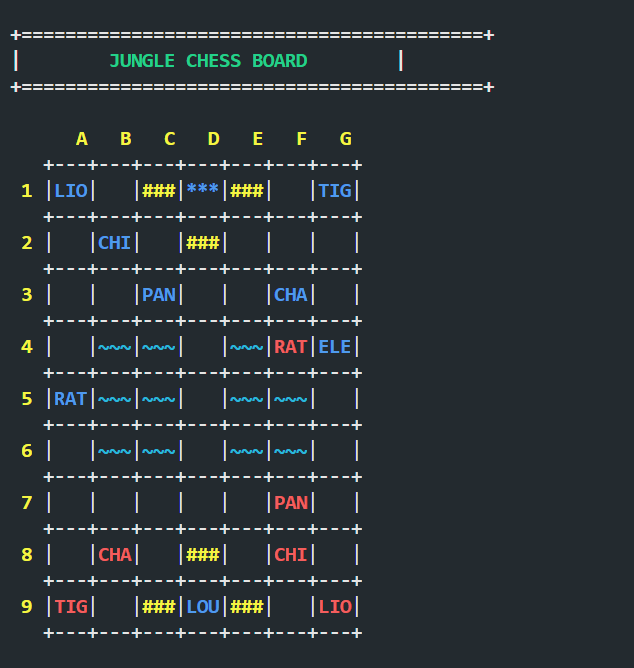 +==========================================+
|        JUNGLE CHESS BOARD        |
+==========================================+
      A   B   C   D   E   F   G
   +---+---+---+---+---+---+---+
 1 |LIO|   |###|***|###|   |TIG|
   +---+---+---+---+---+---+---+
 2 |   |CHI|   |###|   |   |   |
   +---+---+---+---+---+---+---+
 3 |   |   |PAN|   |   |CHA|   |
   +---+---+---+---+---+---+---+
 4 |   |~~~|~~~|   |~~~|RAT|ELE|
   +---+---+---+---+---+---+---+
 5 |RAT|~~~|~~~|   |~~~|~~~|   |
   +---+---+---+---+---+---+---+
 6 |   |~~~|~~~|   |~~~|~~~|   |
   +---+---+---+---+---+---+---+
 7 |   |   |   |   |   |PAN|   |
   +---+---+---+---+---+---+---+
 8 |   |CHA|   |###|   |CHI|   |
   +---+---+---+---+---+---+---+
 9 |TIG|   |###|LOU|###|   |LIO|
   +---+---+---+---+---+---+---+